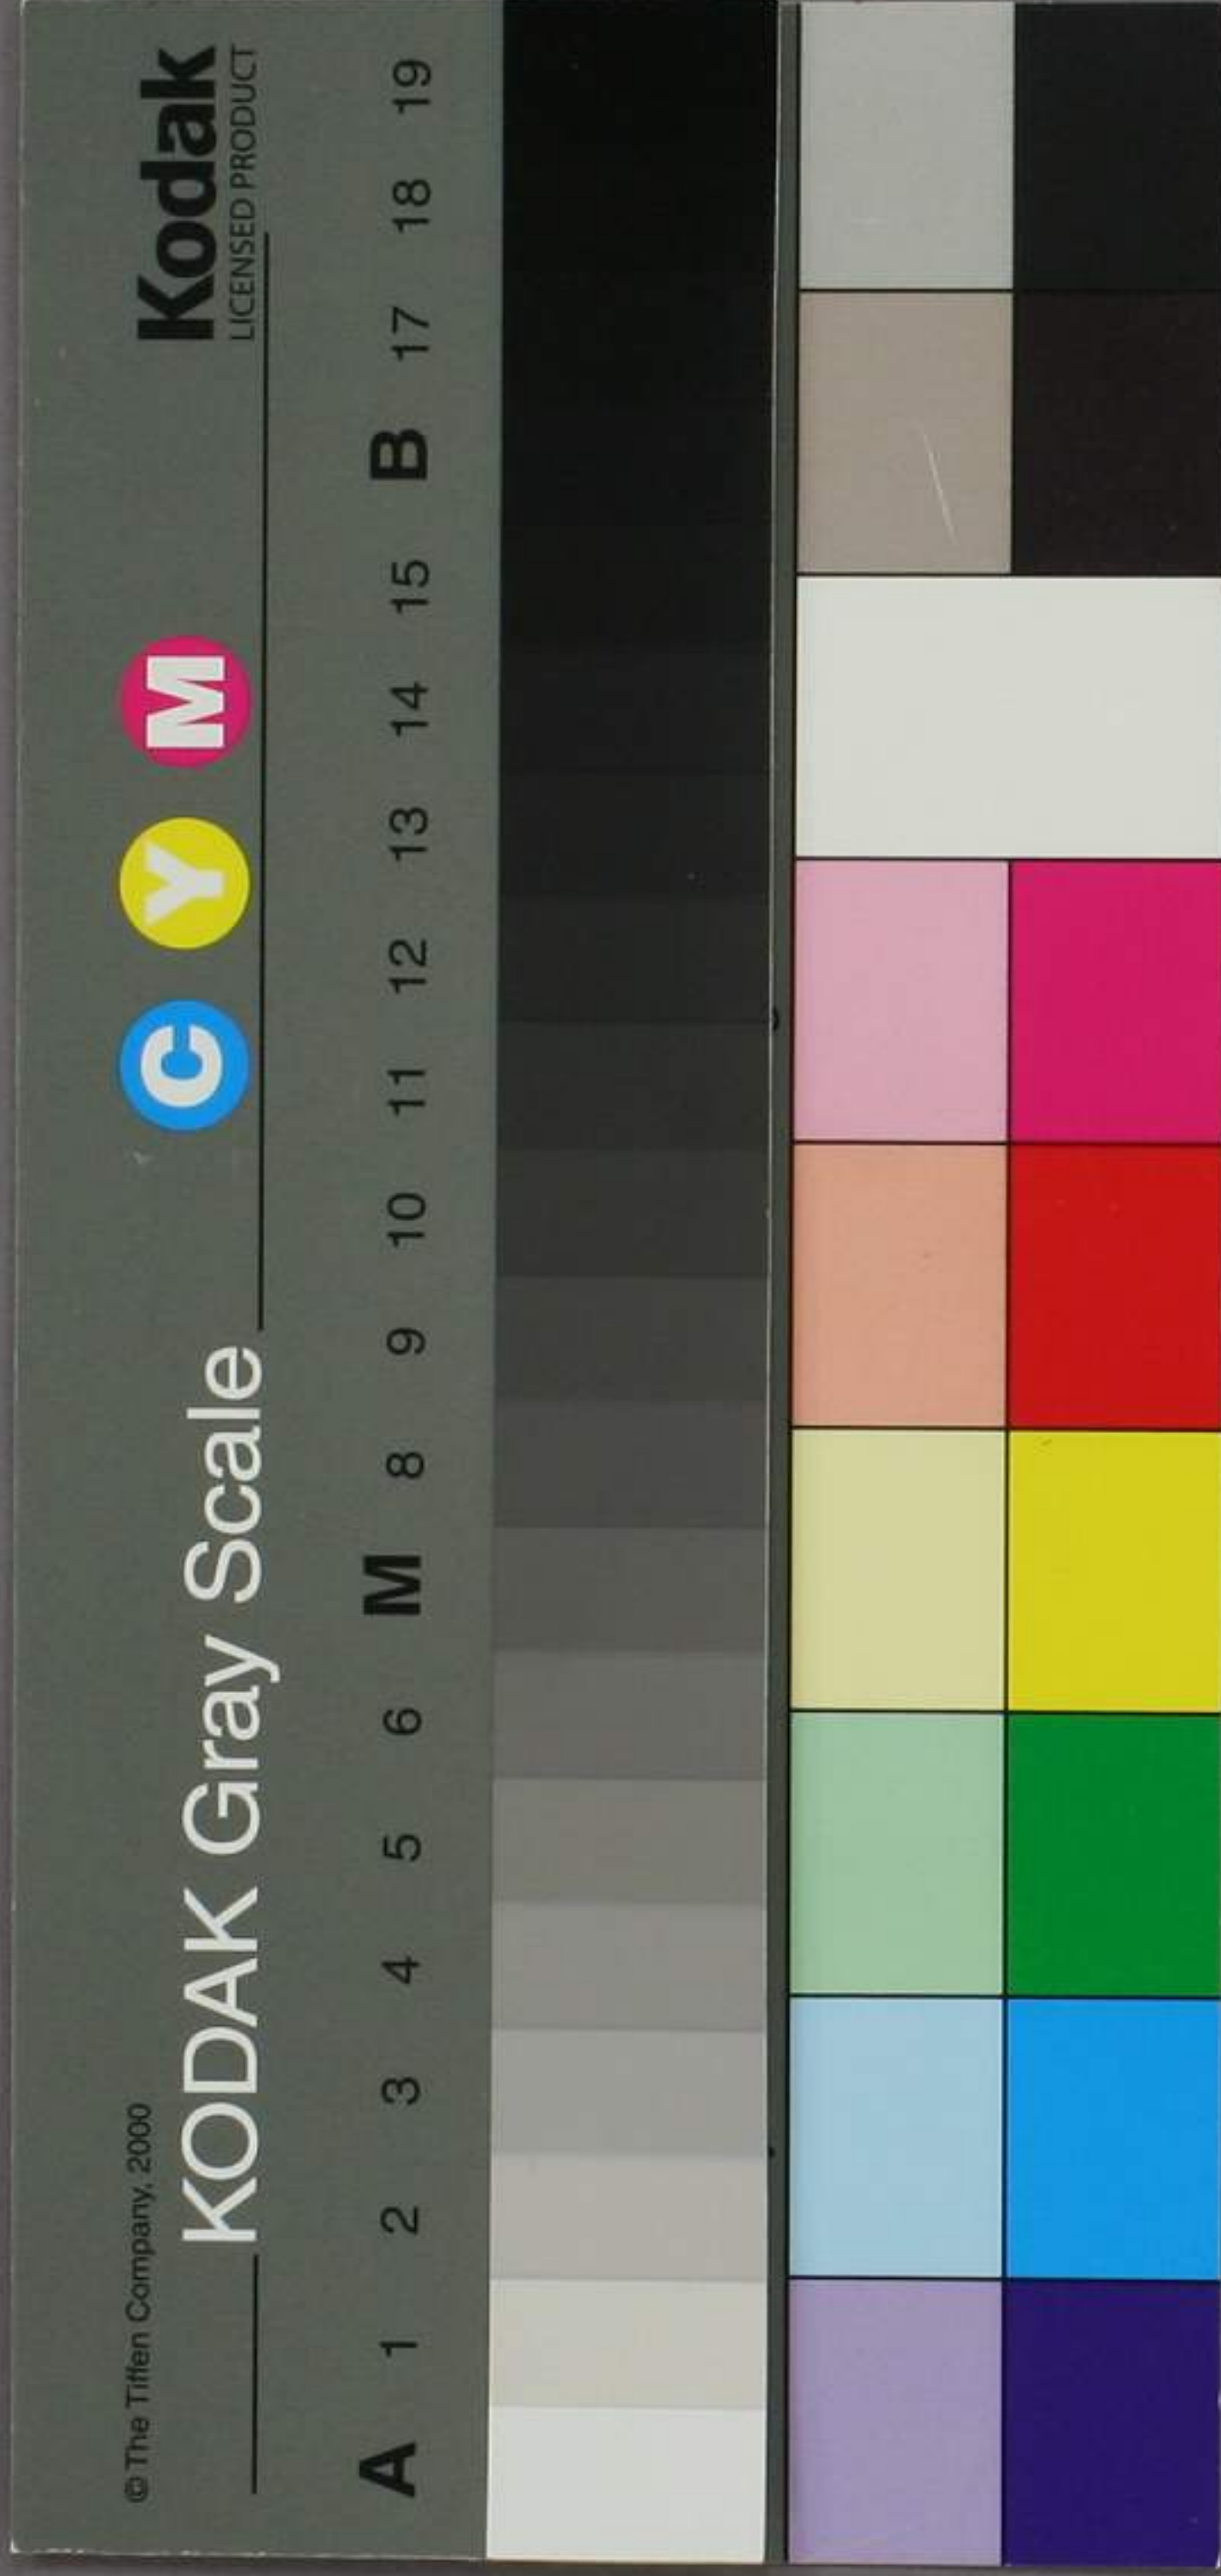 © The Tiffen Company, 2000
KODAK Gray Scale
C Y M
Kodak
LICENSED PRODUCT
A 1 2 3 4 5 6 M 8 9 10 11 12 13 14 15 B 17 18 19